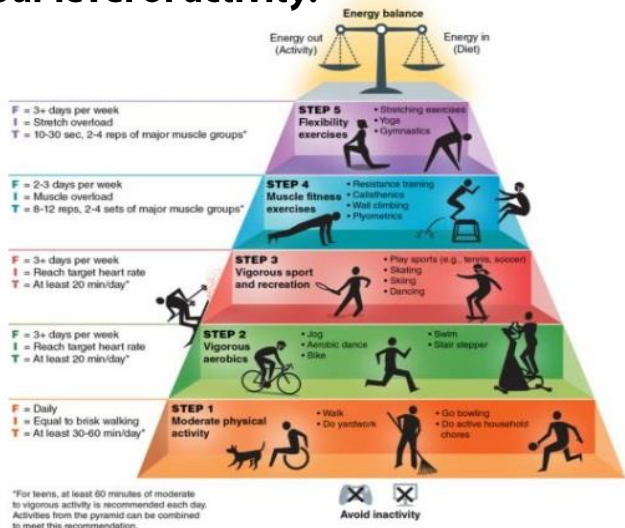 our level of activity.
Energy balance
Energy out
(Activity)
Energy in
(Diet)
F = 3+ days per week
I = Stretch overload
T = 10-30 sec, 2-4 reps of major muscle groups*
STEP 5
Flexibility
exercises
• Stretching exercises
• Yoga
• Gymnastics
F = 2-3 days per week
I = Muscle overload
T = 8-12 reps, 2-4 sets of major muscle groups*
STEP 4
Muscle fitness
exercises
• Resistance training
• Calisthenics
• Wall climbing
• Plyometrics
F = 3+ days per week
I = Reach target heart rate
T = At least 20 min/day*
STEP 3
Vigorous sport
and recreation
• Play sports (e.g., tennis, soccer)
• Skating
• Skiing
• Dancing
F = 3+ days per week
I = Reach target heart rate
T = At least 20 min/day*
STEP 2
Vigorous
aerobics
• Jog
• Aerobic dance
• Bike
• Swim
• Stair stepper
F = Daily
I = Equal to brisk walking
T = At least 30-60 min/day*
STEP 1
Moderate physical
activity
• Walk
• Do yardwork
• Go bowling
• Do active household
chores
*For teens, at least 60 minutes of moderate
to vigorous activity is recommended each day.
Activities from the pyramid can be combined
to meet this recommendation.
Avoid inactivity